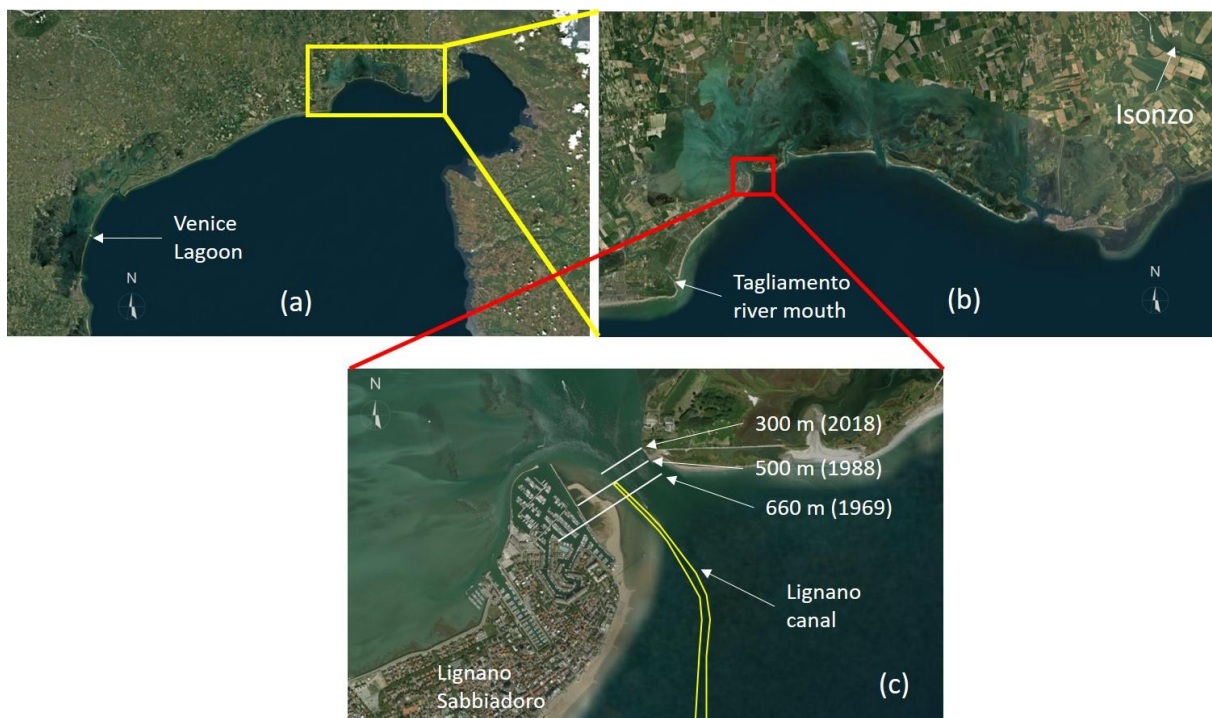 Venice
Lagoon
N
(a)
Isonzo
Tagliamento
river mouth
(b)
N
N
300 m (2018)
500 m (1988)
660 m (1969)
Lignano
canal
Lignano
Sabbiadoro
(c)